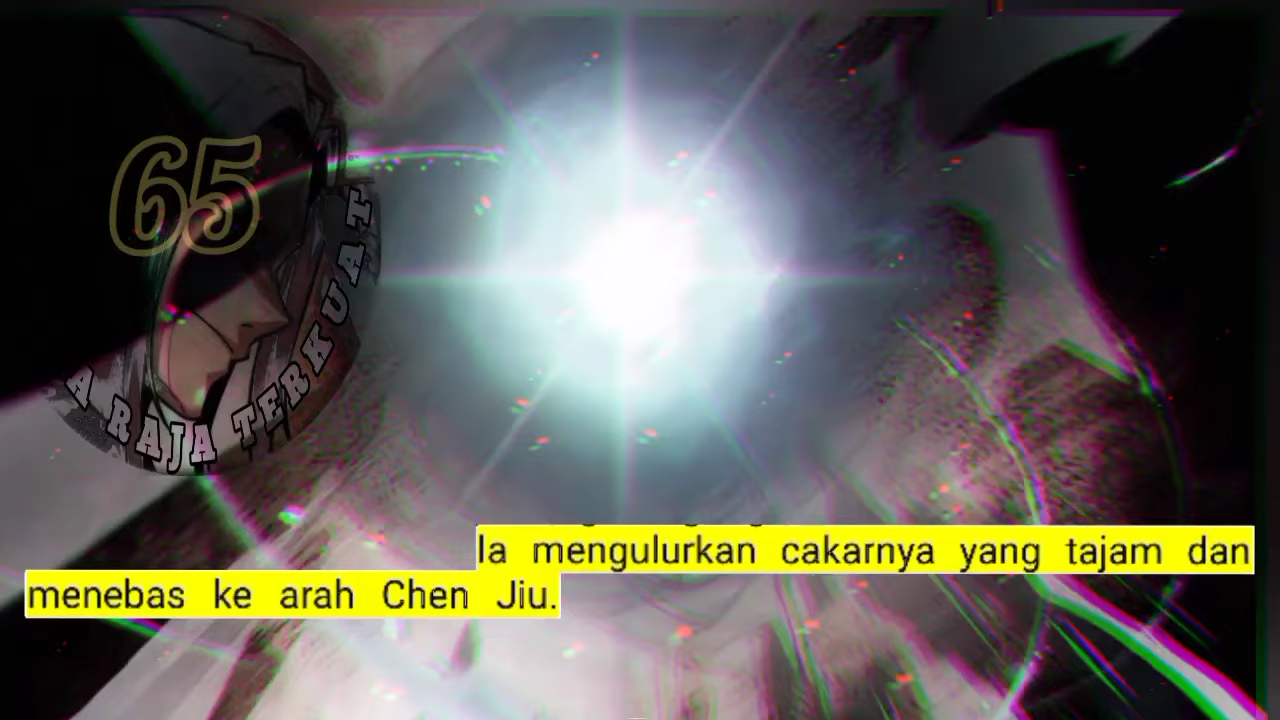 65
A RAJA TERKUAT
Ia mengulurkan cakarnya yang tajam dan
menebas ke arah Chen Jiu.